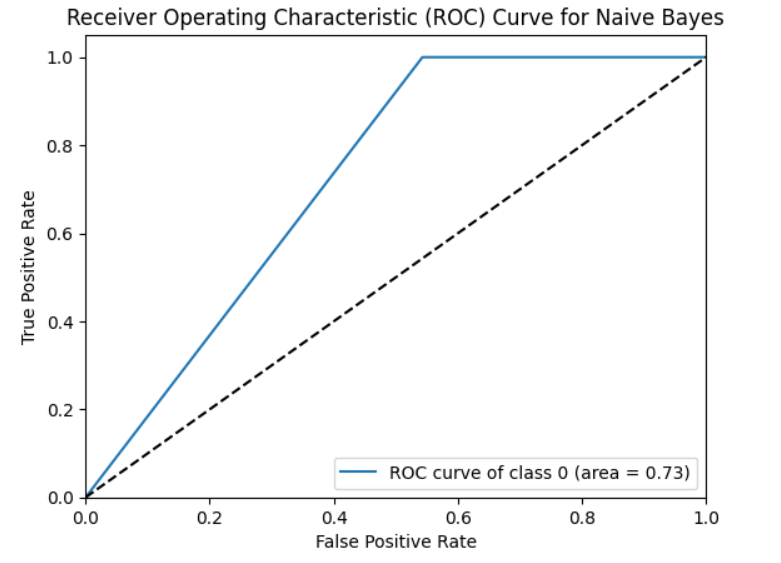 Receiver Operating Characteristic (ROC) Curve for Naive Bayes
1.0
0.8
0.6
0.4
0.2
0.0
True Positive Rate
ROC curve of class 0 (area = 0.73)
0.0 0.2 0.4 0.6 0.8 1.0
False Positive Rate